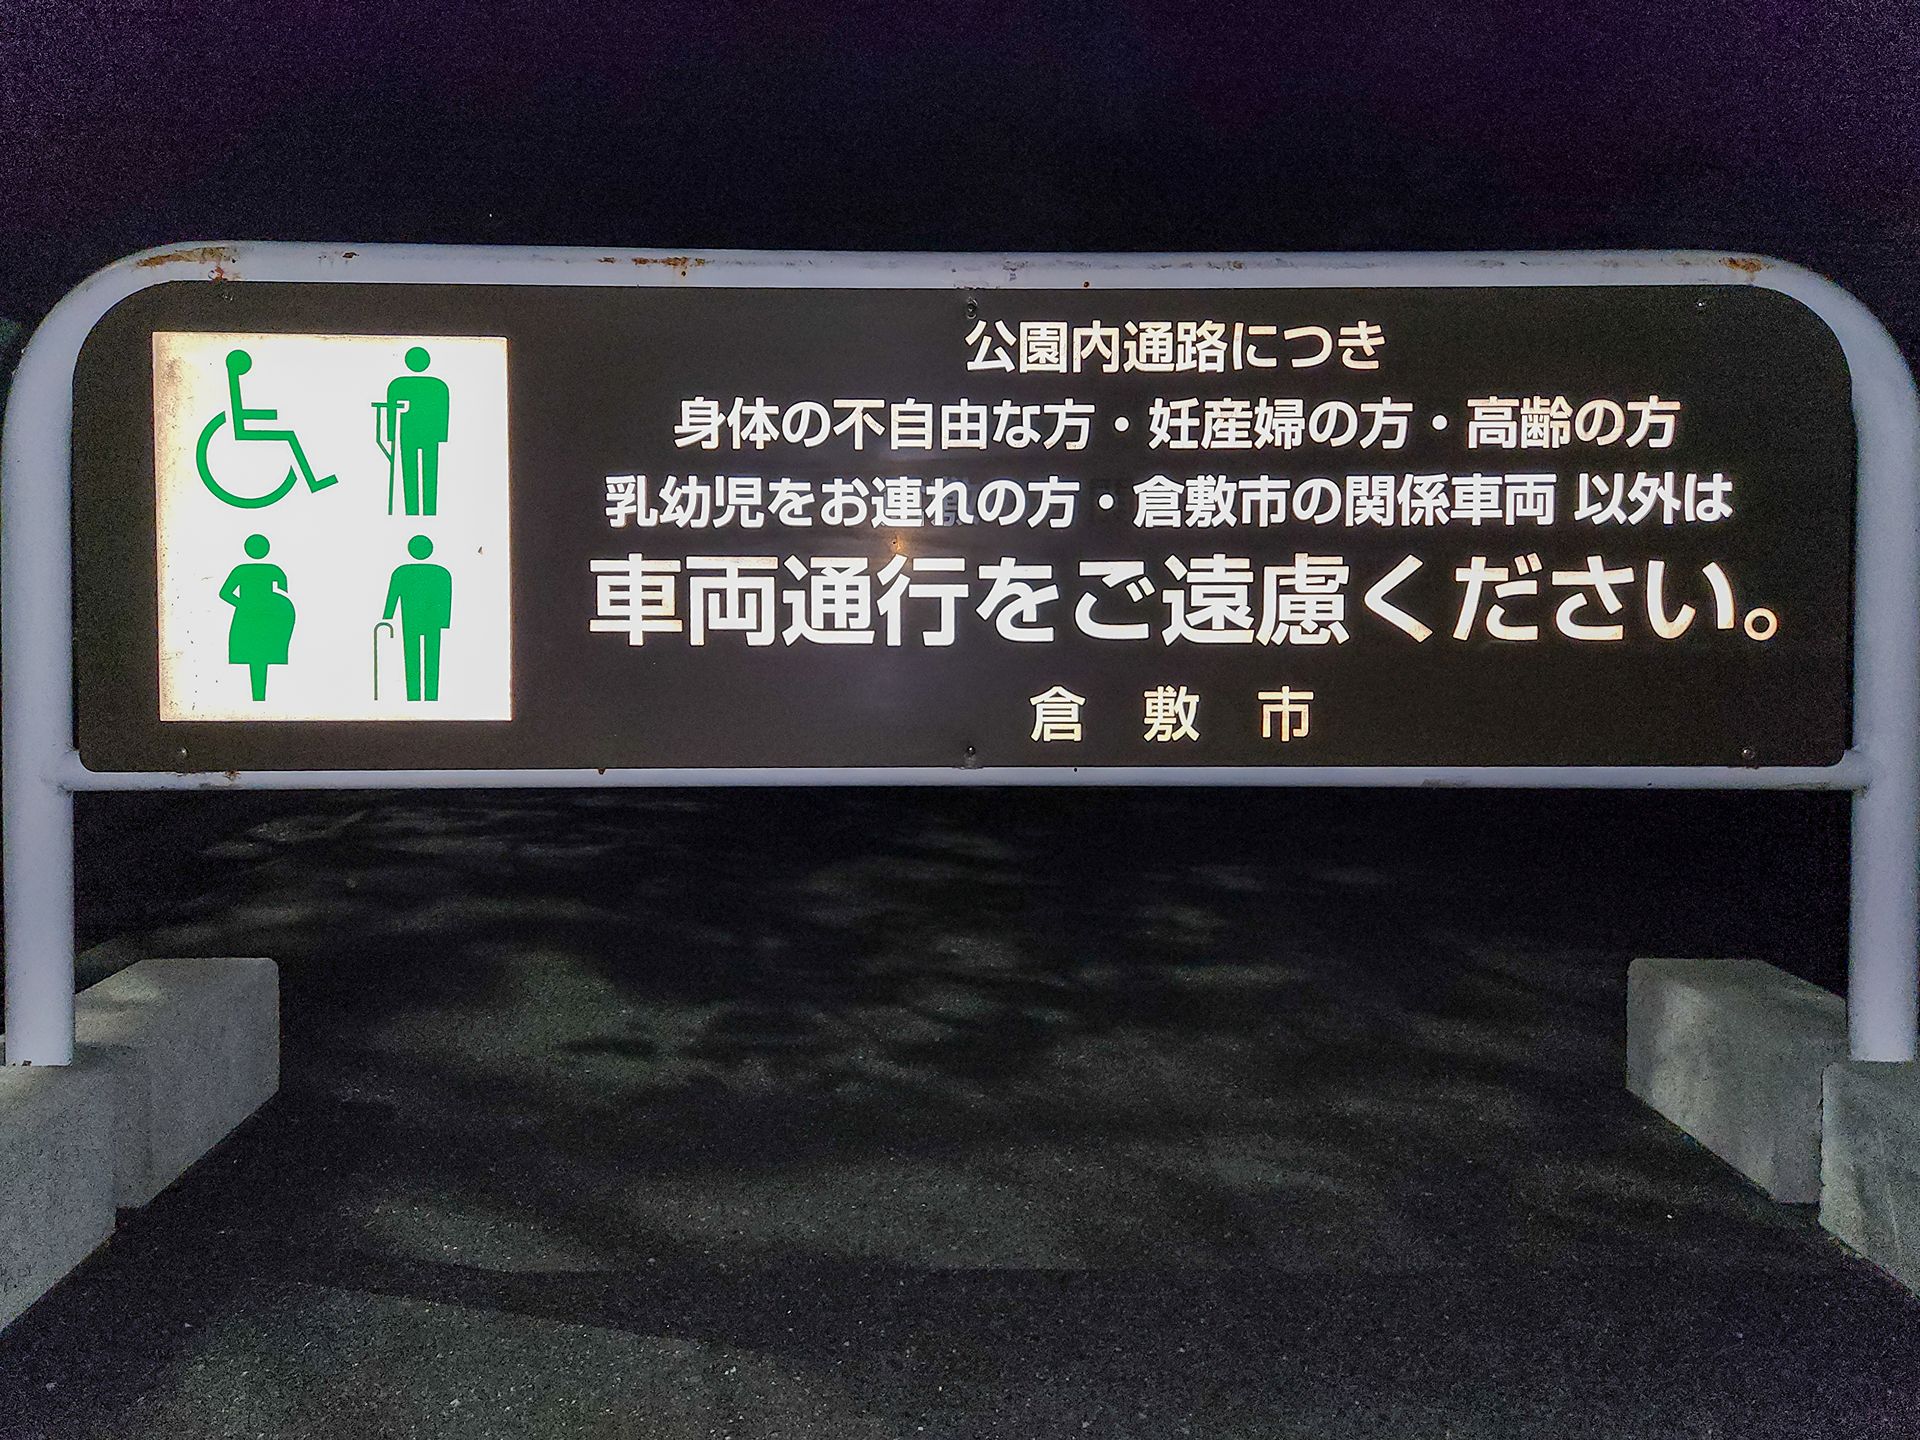 公園内通路につき
身体の不自由な方・妊産婦の方・高齢の方
乳幼児をお連れの方・倉敷市の関係車両 以外は
車両通行をご遠慮ください。
倉 敷 市